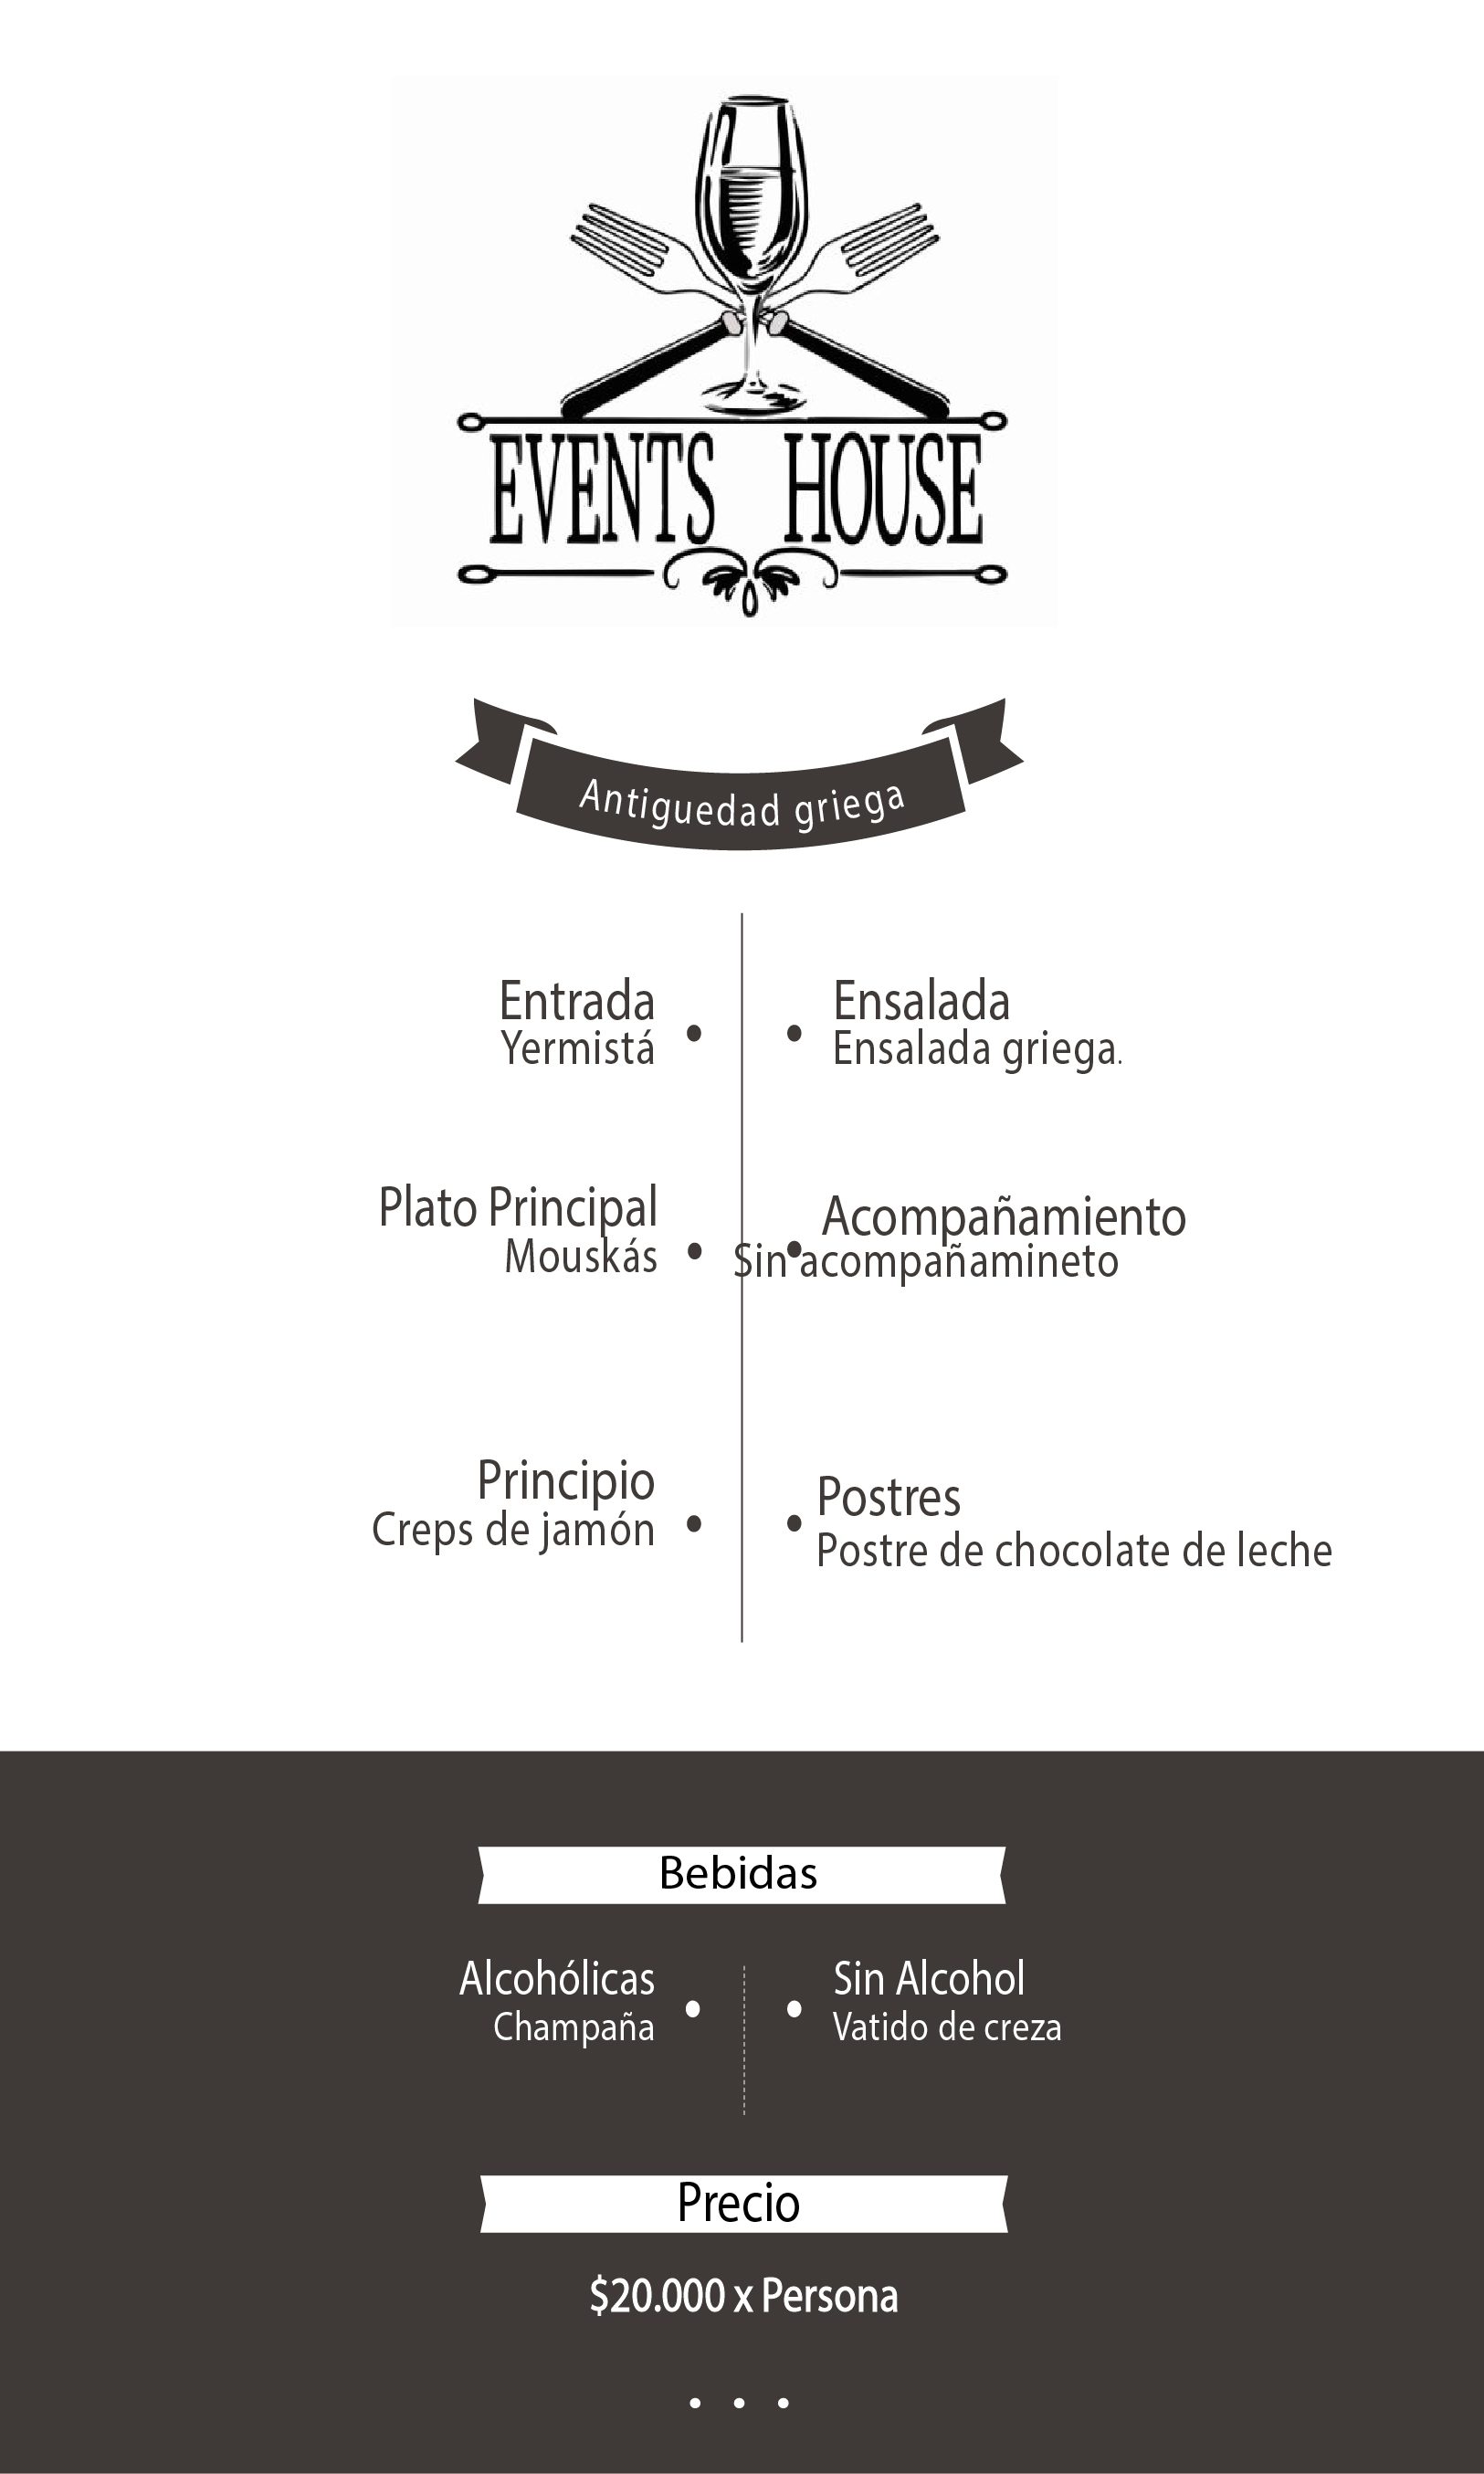 EVENTS HOUSE
Antiguedad griega
Entrada
Yermistá
Ensalada
Ensalada griega.
Plato Principal
Mouskás
Acompañamiento
Sin acompañamineto
Principio
Creps de jamón
Postres
Postre de chocolate de leche
Bebidas
Alcohólicas
Champaña
Sin Alcohol
Vatido de creza
Precio
$20.000 x Persona